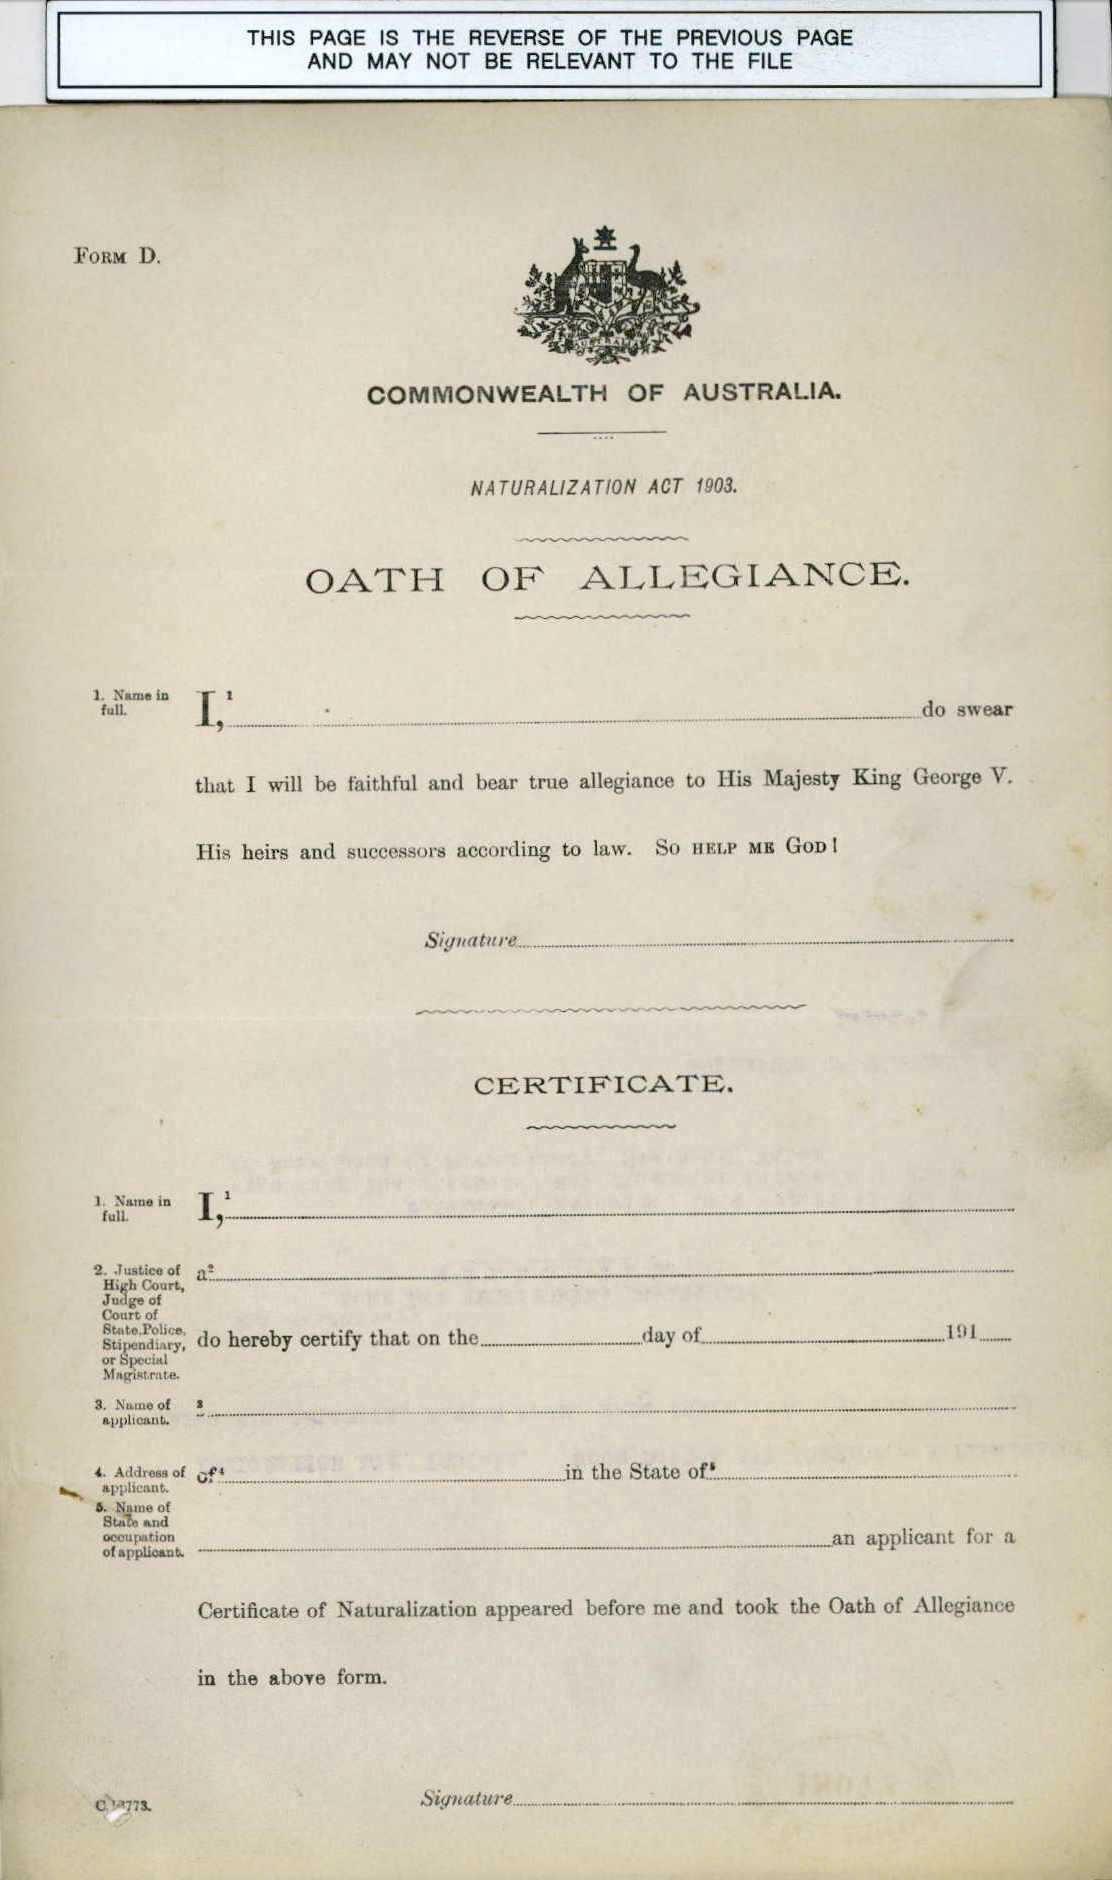 THIS PAGE IS THE REVERSE OF THE PREVIOUS PAGE
AND MAY NOT BE RELEVANT TO THE FILE
FORM D.
AUSTRALIA
COMMONWEALTH OF AUSTRALIA.
NATURALIZATION ACT 1903.
OATH OF ALLEGIANCE.
1. Name in
full.
I,¹ do swear
that I will be faithful and bear true allegiance to His Majesty King George V.
His heirs and successors according to law. SO HELP ME GOD!
Signature
CERTIFICATE.
1. Name in
full.
I,¹
2. Justice of
High Court,
Judge of
Court of
State, Police,
Stipendiary,
or Special
Magistrate.
a²
do hereby certify that on the day of 191
3. Name of
applicant.
³
4. Address of
applicant.
of⁴ in the State of⁵
5. Name of
State and
occupation
of applicant.
an applicant for a
Certificate of Naturalization appeared before me and took the Oath of Allegiance
in the above form.
Signature